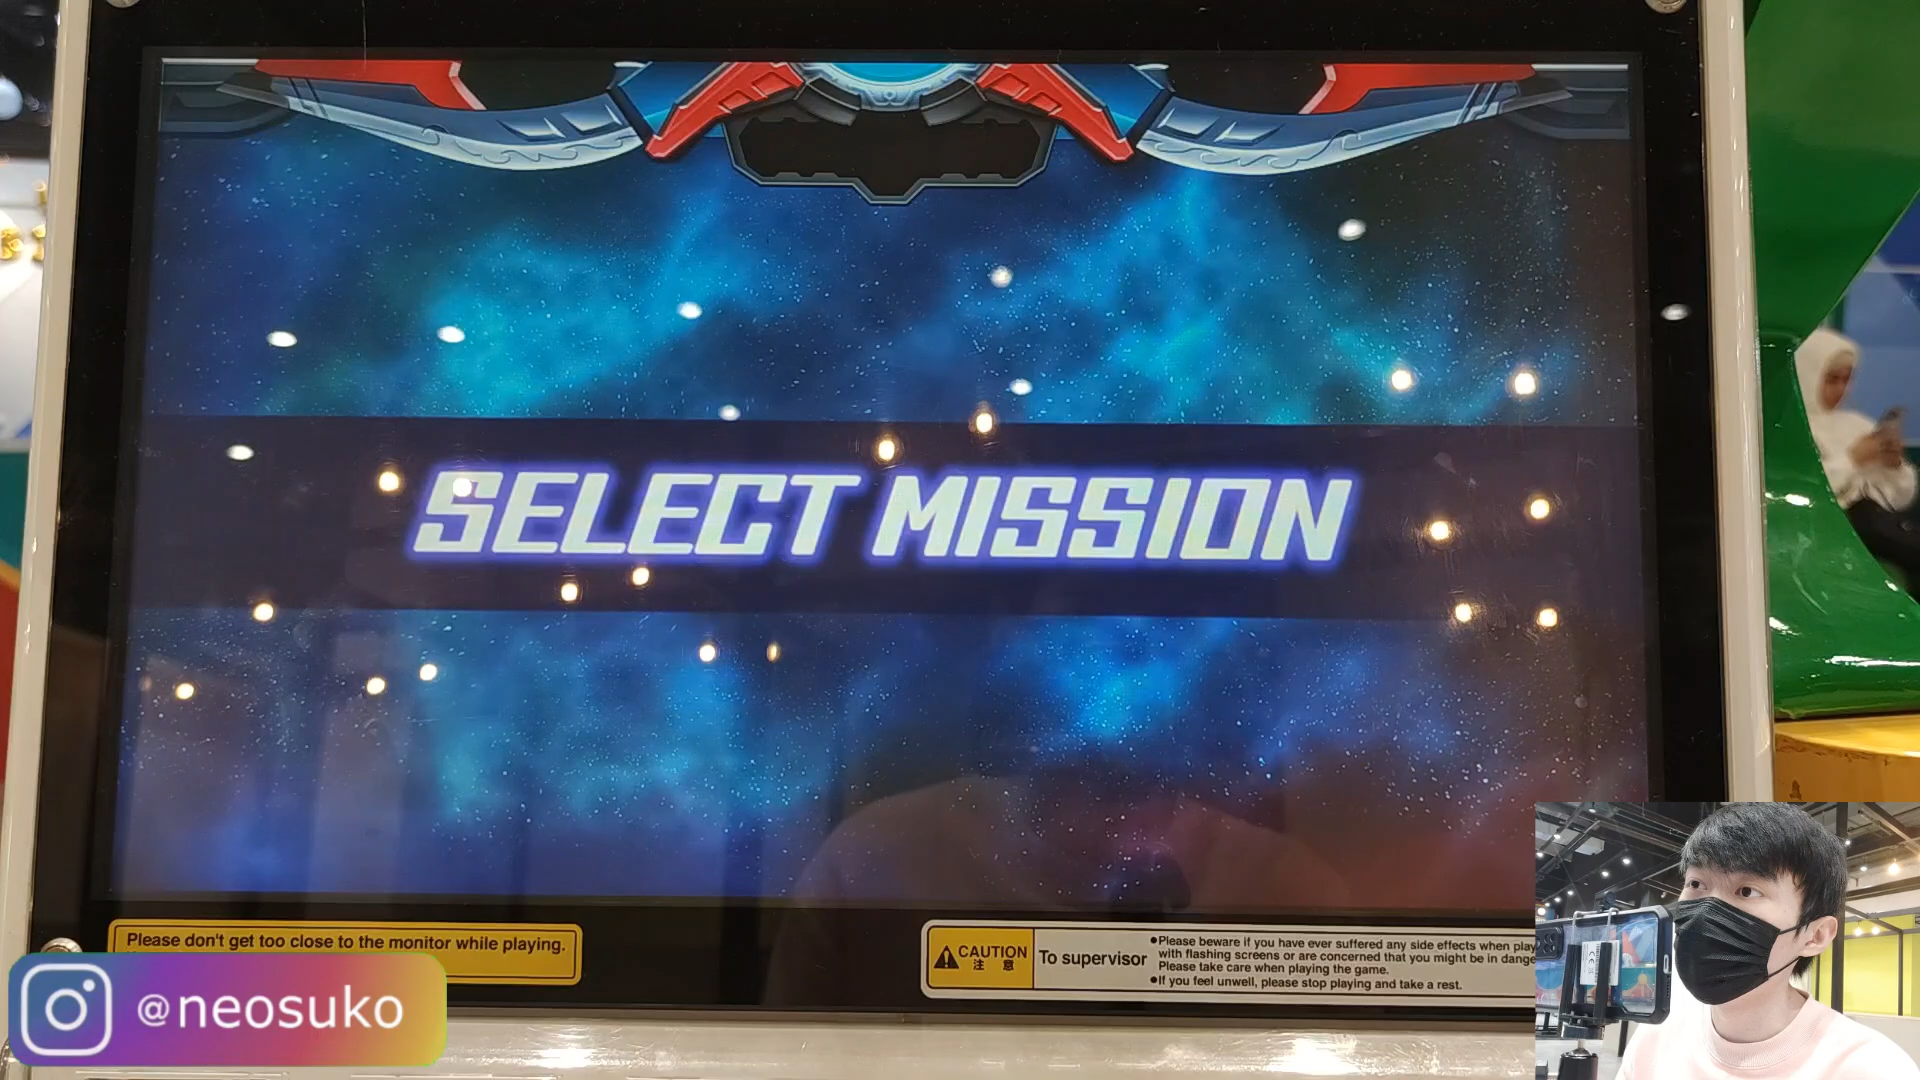 SELECT MISSION
Please don't get too close to the monitor while playing.
CAUTION
注 意
To supervisor
•Please beware if you have ever suffered any side effects when play
with flashing screens or are concerned that you might be in dange
Please take care when playing the game.
•If you feel unwell, please stop playing and take a rest.
@neosuko